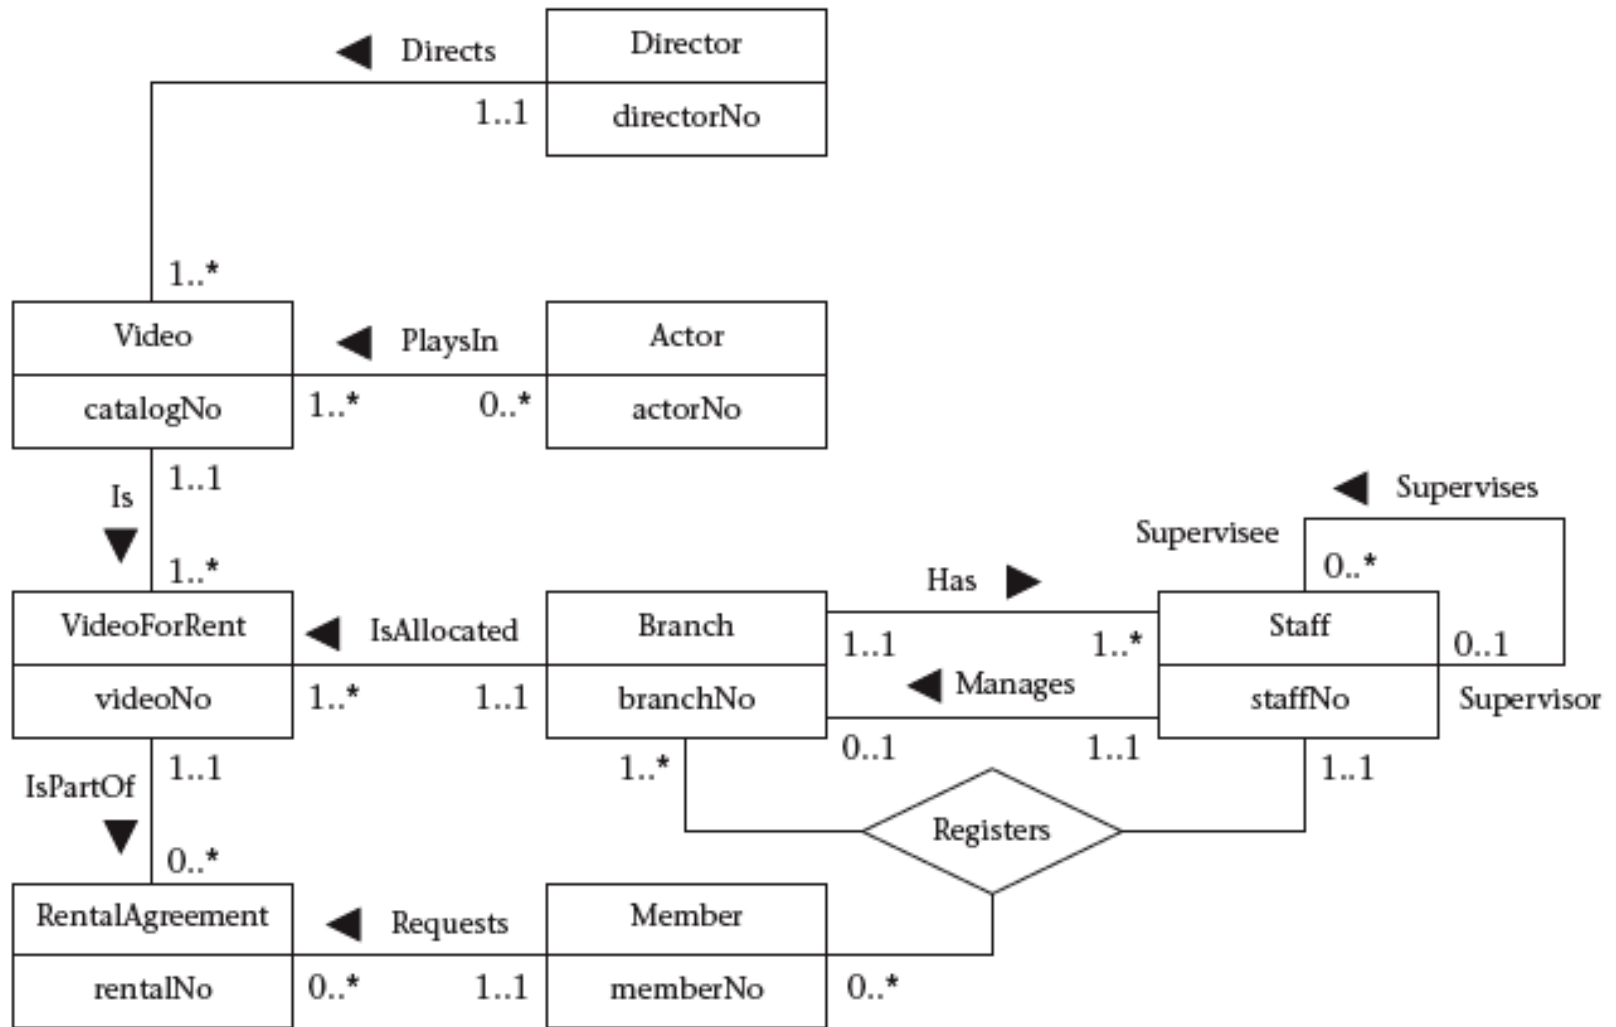 Directs
Director
1..1
directorNo
1..*
Video
PlaysIn
Actor
catalogNo
1..*
0..*
actorNo
1..1
Is
Supervises
Supervisee
1..*
0..*
Has
VideoForRent
IsAllocated
Branch
Staff
1..1
1..*
0..1
Manages
videoNo
1..*
1..1
branchNo
staffNo
Supervisor
0..1
1..1
1..1
1..*
1..1
IsPartOf
Registers
0..*
RentalAgreement
Requests
Member
rentalNo
0..*
1..1
memberNo
0..*